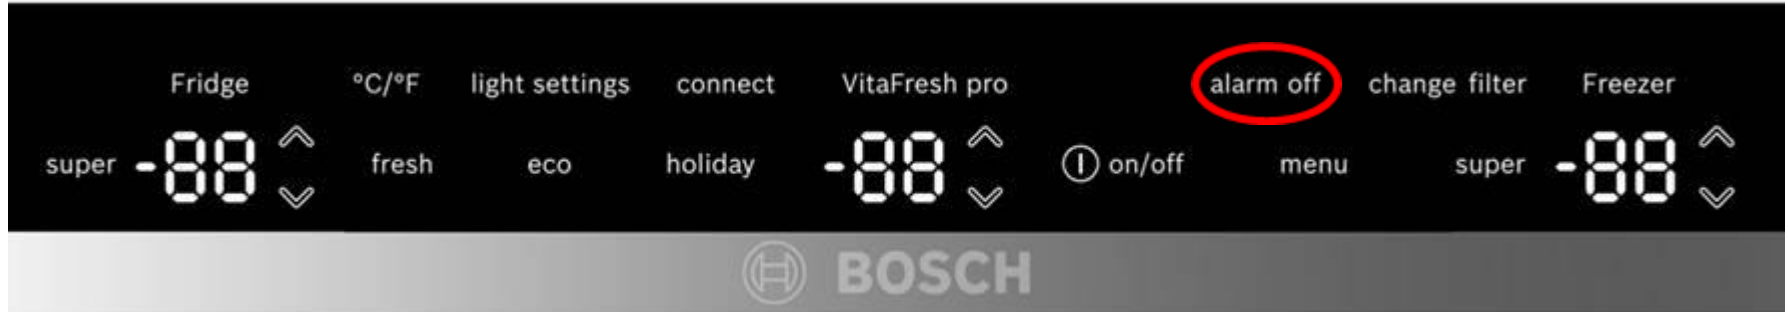 Fridge °C/°F light settings connect VitaFresh pro alarm off change filter Freezer
super -88 fresh eco holiday -88 on/off menu super -88
BOSCH